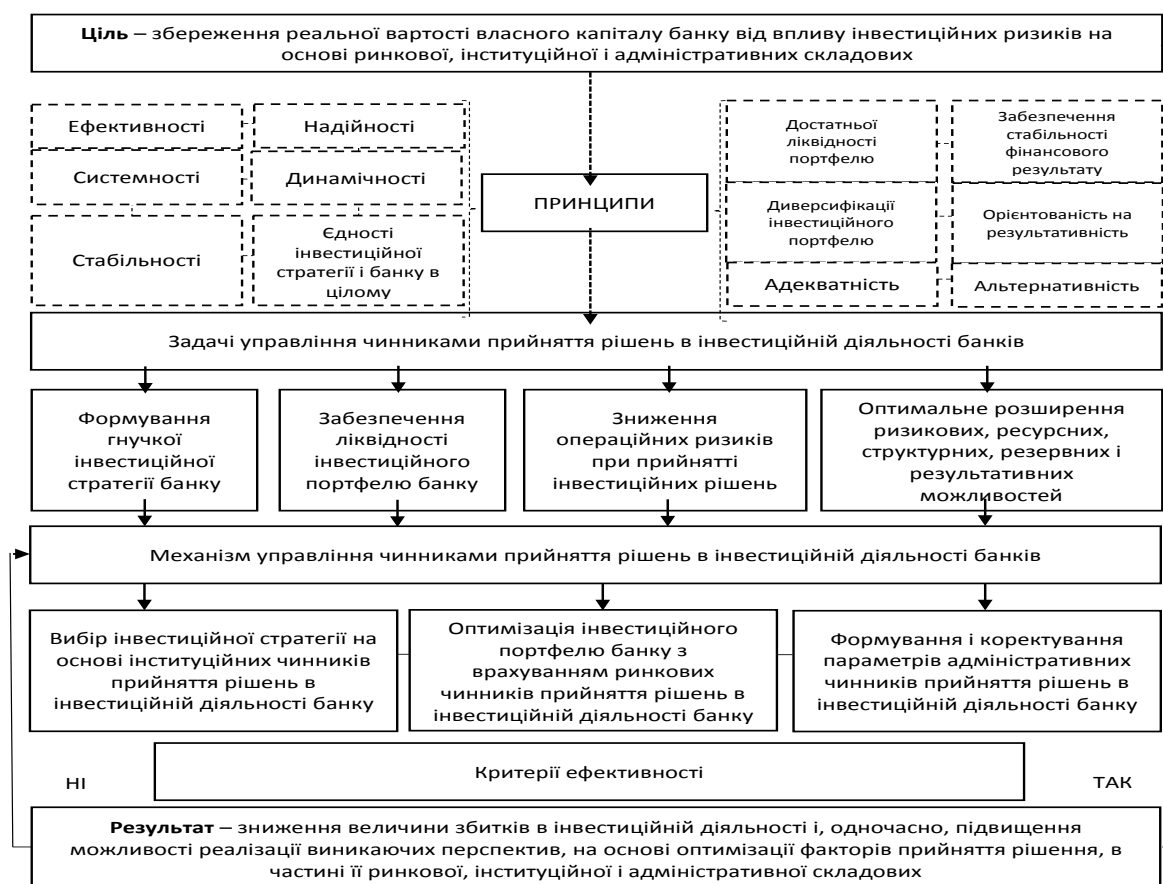 Ціль – збереження реальної вартості власного капіталу банку від впливу інвестиційних ризиків на
основі ринкової, інституційної і адміністративних складових
Ефективності
Надійності
Системності
Динамічності
Стабільності
Єдності
інвестиційної
стратегії і банку в
цілому
ПРИНЦИПИ
Достатньої
ліквідності
портфелю
Забезпечення
стабільності
фінансового
результату
Диверсифікації
інвестиційного
портфелю
Орієнтованість на
результативність
Адекватність
Альтернативність
Задачі управління чинниками прийняття рішень в інвестиційній діяльності банків
Формування
гнучкої
інвестиційної
стратегії банку
Забезпечення
ліквідності
інвестиційного
портфелю банку
Зниження
операційних ризиків
при прийнятті
інвестиційних рішень
Оптимальне розширення
ризикових, ресурсних,
структурних, резервних і
результативних
можливостей
Механізм управління чинниками прийняття рішень в інвестиційній діяльності банків
Вибір інвестиційної стратегії на
основі інституційних чинників
прийняття рішень в
інвестиційній діяльності банку
Оптимізація інвестиційного
портфелю банку з
врахуванням ринкових
чинників прийняття рішень в
інвестиційній діяльності банку
Формування і коректування
параметрів адміністративних
чинників прийняття рішень в
інвестиційній діяльності банку
НІ
Критерії ефективності
ТАК
Результат – зниження величини збитків в інвестиційній діяльності і, одночасно, підвищення
можливості реалізації виникаючих перспектив, на основі оптимізації факторів прийняття рішення, в
частині її ринкової, інституційної і адміністративної складових